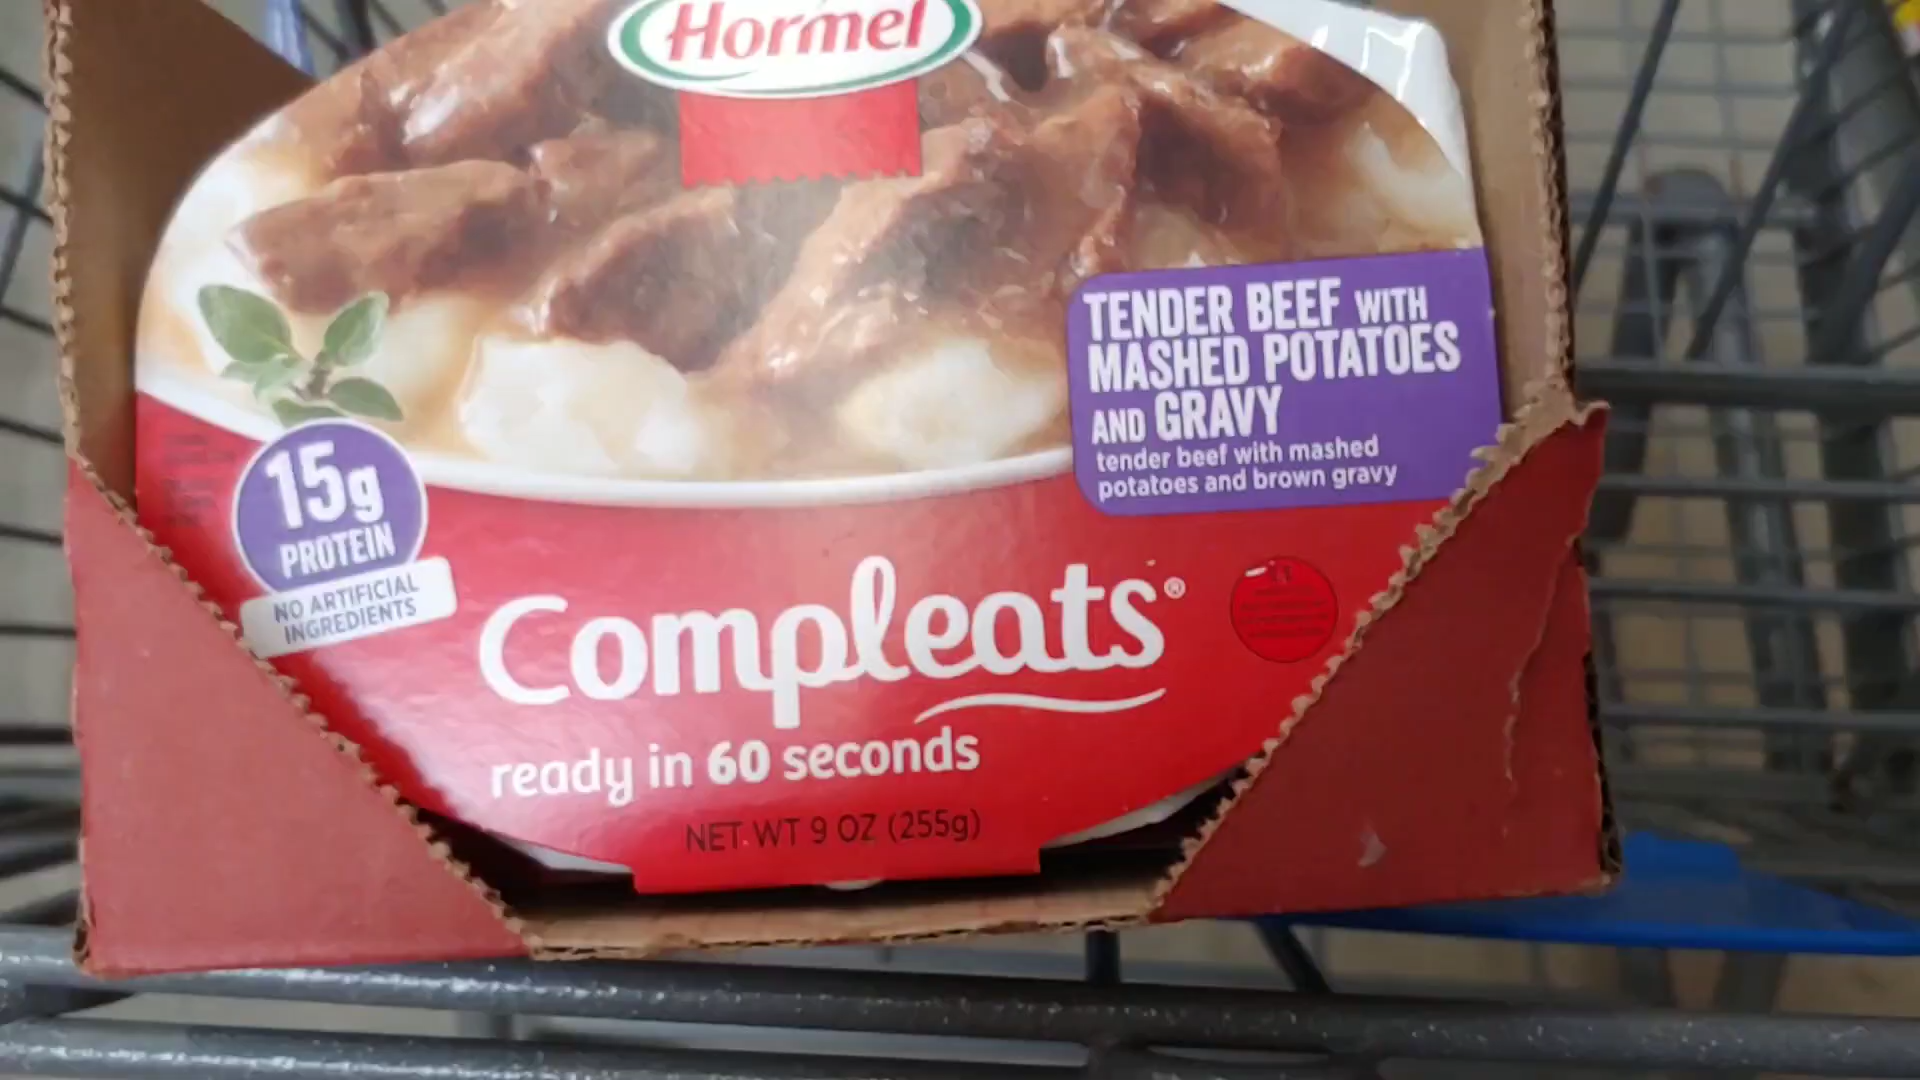 Hormel
TENDER BEEF WITH
MASHED POTATOES
AND GRAVY
tender beef with mashed
potatoes and brown gravy
15g
PROTEIN
NO ARTIFICIAL
INGREDIENTS
Compleats®
ready in 60 seconds
NET WT 9 OZ (255g)